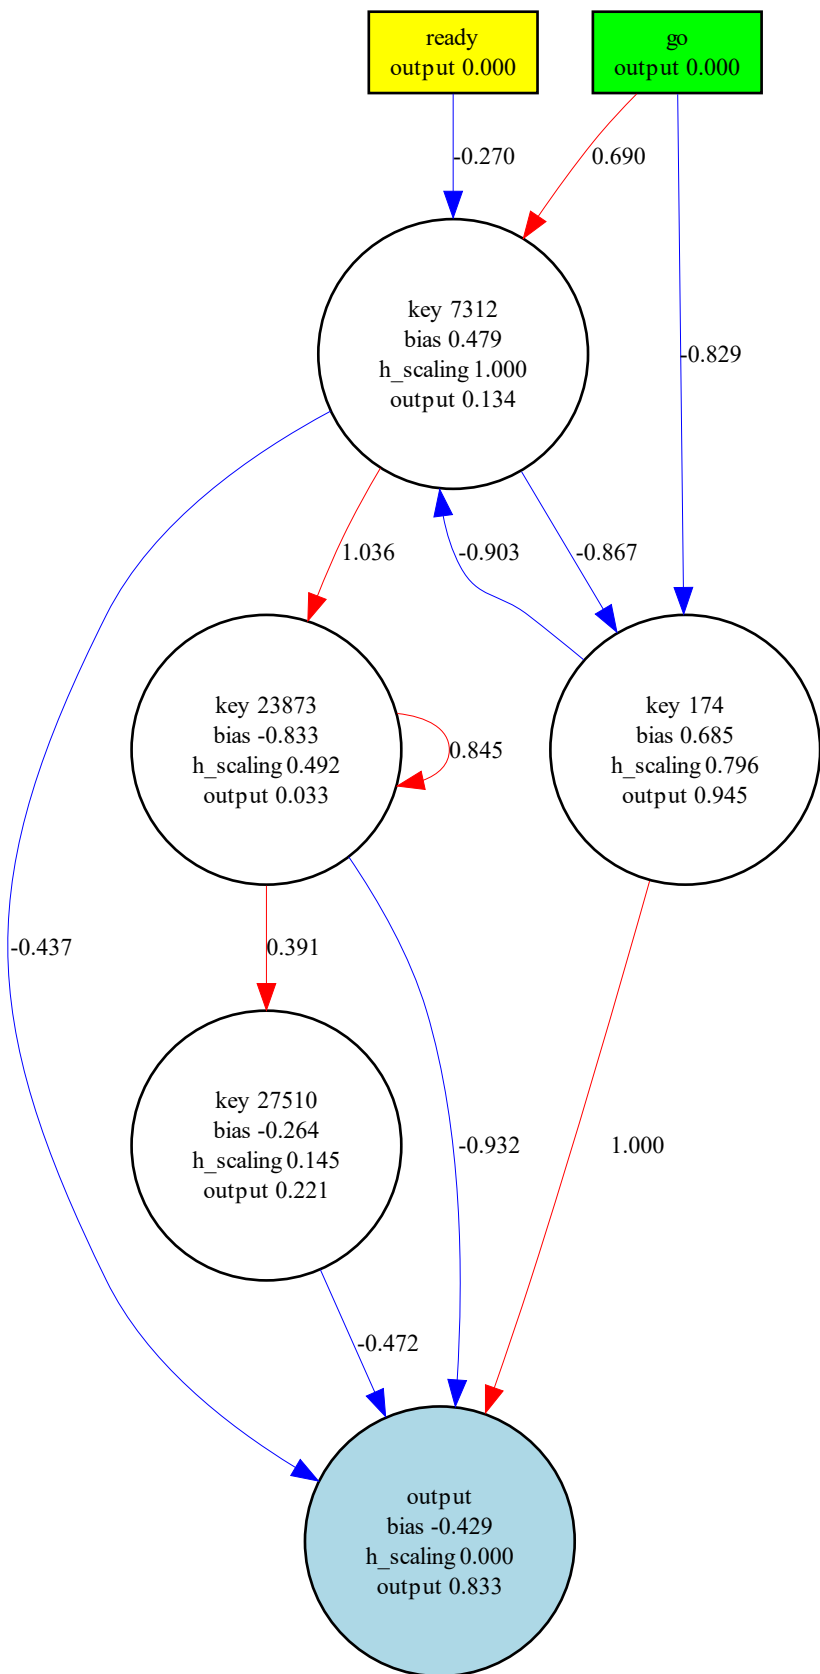 ready
output 0.000
go
output 0.000
-0.270
0.690
key 7312
bias 0.479
h_scaling 1.000
output 0.134
-0.829
1.036
-0.903
-0.867
key 23873
bias -0.833
h_scaling 0.492
output 0.033
0.845
key 174
bias 0.685
h_scaling 0.796
output 0.945
-0.437
0.391
key 27510
bias -0.264
h_scaling 0.145
output 0.221
-0.932
1.000
-0.472
output
bias -0.429
h_scaling 0.000
output 0.833